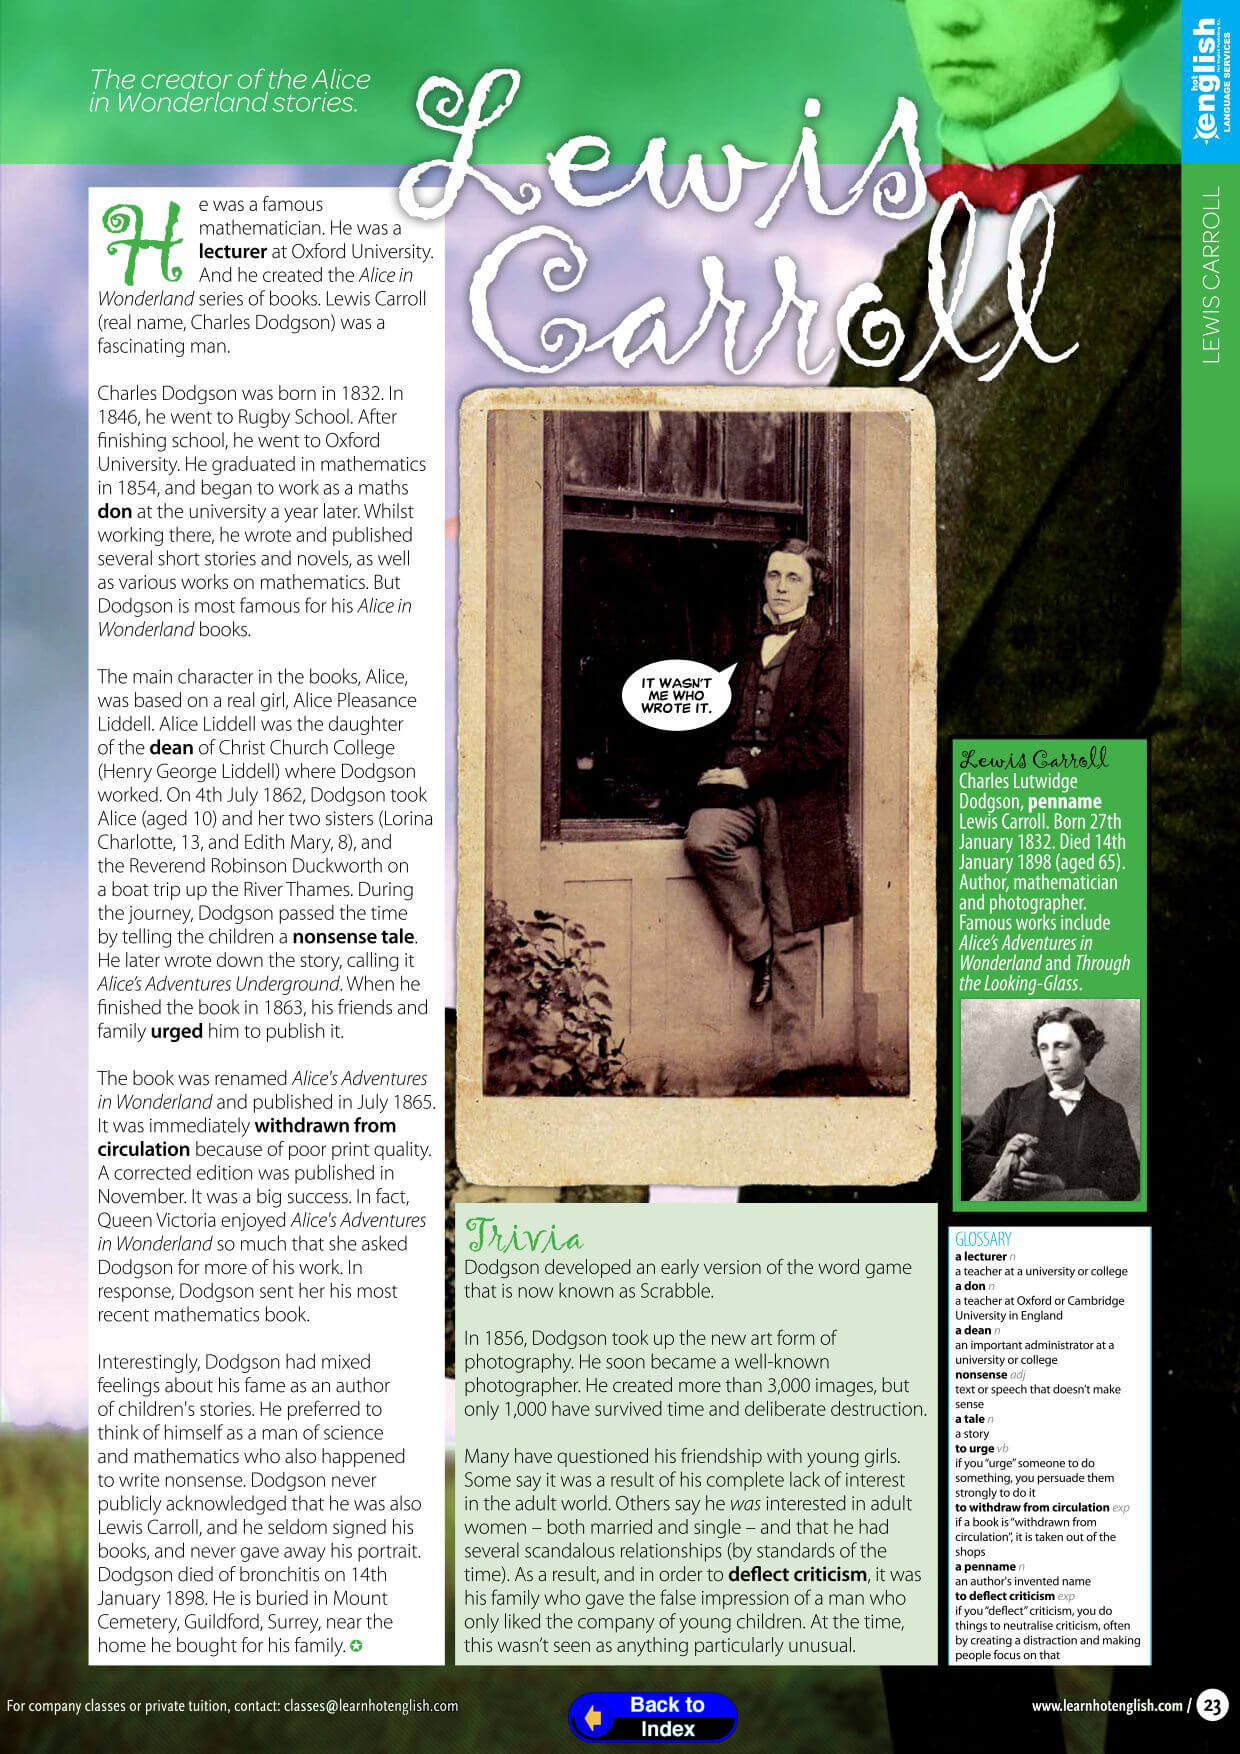 The creator of the Alice
in Wonderland stories.
Lewis
Carroll
hot
english
LANGUAGE SERVICES
LEWIS CARROLL
He was a famous
mathematician. He was a
lecturer at Oxford University.
And he created the Alice in
Wonderland series of books. Lewis Carroll
(real name, Charles Dodgson) was a
fascinating man.
Charles Dodgson was born in 1832. In
1846, he went to Rugby School. After
finishing school, he went to Oxford
University. He graduated in mathematics
in 1854, and began to work as a maths
don at the university a year later. Whilst
working there, he wrote and published
several short stories and novels, as well
as various works on mathematics. But
Dodgson is most famous for his Alice in
Wonderland books.
The main character in the books, Alice,
was based on a real girl, Alice Pleasance
Liddell. Alice Liddell was the daughter
of the dean of Christ Church College
(Henry George Liddell) where Dodgson
worked. On 4th July 1862, Dodgson took
Alice (aged 10) and her two sisters (Lorina
Charlotte, 13, and Edith Mary, 8), and
the Reverend Robinson Duckworth on
a boat trip up the River Thames. During
the journey, Dodgson passed the time
by telling the children a nonsense tale.
He later wrote down the story, calling it
Alice's Adventures Underground. When he
finished the book in 1863, his friends and
family urged him to publish it.
The book was renamed Alice's Adventures
in Wonderland and published in July 1865.
It was immediately withdrawn from
circulation because of poor print quality.
A corrected edition was published in
November. It was a big success. In fact,
Queen Victoria enjoyed Alice's Adventures
in Wonderland so much that she asked
Dodgson for more of his work. In
response, Dodgson sent her his most
recent mathematics book.
Interestingly, Dodgson had mixed
feelings about his fame as an author
of children's stories. He preferred to
think of himself as a man of science
and mathematics who also happened
to write nonsense. Dodgson never
publicly acknowledged that he was also
Lewis Carroll, and he seldom signed his
books, and never gave away his portrait.
Dodgson died of bronchitis on 14th
January 1898. He is buried in Mount
Cemetery, Guildford, Surrey, near the
home he bought for his family.
IT WASN'T
ME WHO
WROTE IT.
Trivia
Dodgson developed an early version of the word game
that is now known as Scrabble.
In 1856, Dodgson took up the new art form of
photography. He soon became a well-known
photographer. He created more than 3,000 images, but
only 1,000 have survived time and deliberate destruction.
Many have questioned his friendship with young girls.
Some say it was a result of his complete lack of interest
in the adult world. Others say he was interested in adult
women – both married and single – and that he had
several scandalous relationships (by standards of the
time). As a result, and in order to deflect criticism, it was
his family who gave the false impression of a man who
only liked the company of young children. At the time,
this wasn't seen as anything particularly unusual.
Lewis Carroll
Charles Lutwidge
Dodgson, penname
Lewis Carroll. Born 27th
January 1832. Died 14th
January 1898 (aged 65).
Author, mathematician
and photographer.
Famous works include
Alice's Adventures in
Wonderland and Through
the Looking-Glass.
GLOSSARY
a lecturer n
a teacher at a university or college
a don n
a teacher at Oxford or Cambridge
University in England
a dean n
an important administrator at a
university or college
nonsense adj
text or speech that doesn't make
sense
a tale n
a story
to urge vb
if you "urge" someone to do
something, you persuade them
strongly to do it
to withdraw from circulation exp
if a book is "withdrawn from
circulation", it is taken out of the
shops
a penname n
an author's invented name
to deflect criticism exp
if you "deflect" criticism, you do
things to neutralise criticism, often
by creating a distraction and making
people focus on that
For company classes or private tuition, contact: classes@learnhotenglish.com
Back to
Index
www.learnhotenglish.com / 23